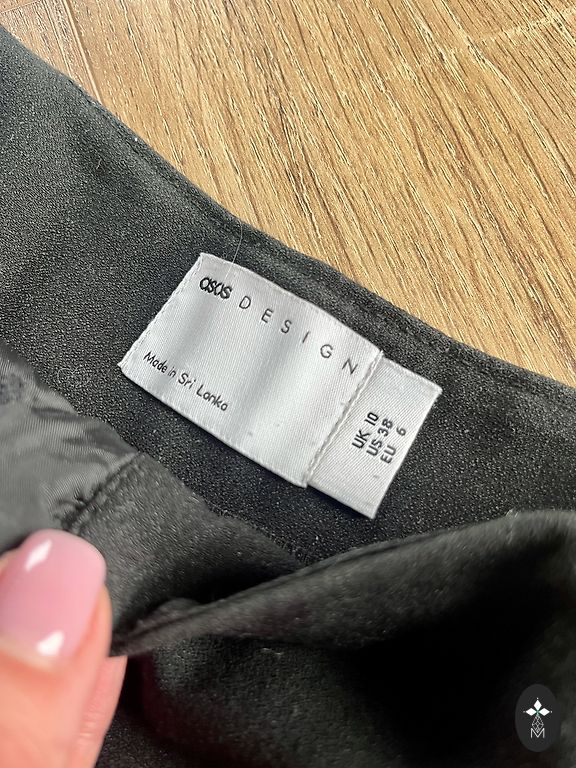 asos DESIGN
Made in Sri Lanka
UK 10
US 38
EU 6